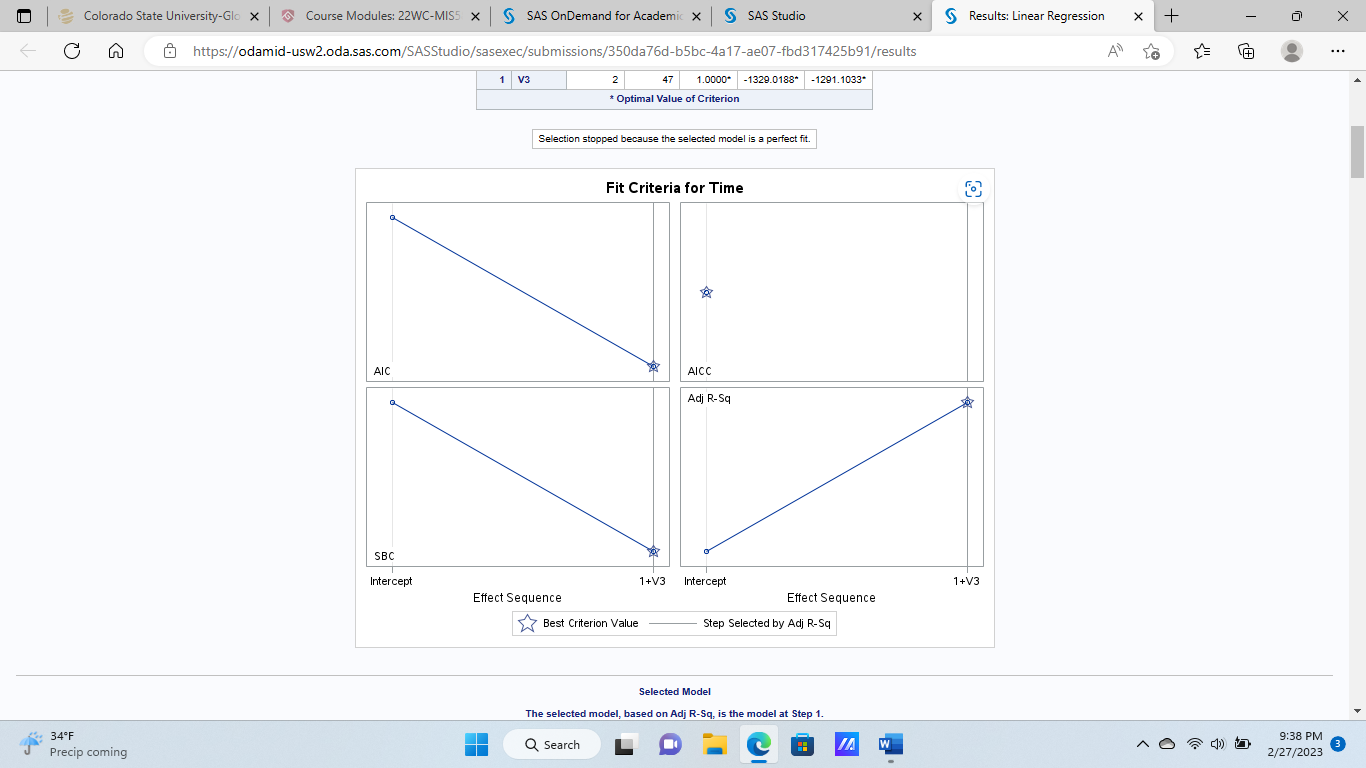 Colorado State University-Glo
Course Modules: 22WC-MIS5
SAS OnDemand for Academic
SAS Studio
Results: Linear Regression
https://odamid-usw2.oda.sas.com/SASStudio/sasexec/submissions/350da76d-b5bc-4a17-ae07-fbd317425b91/results
1 V3 2 47 1.0000* -1329.0188* -1291.1033*
* Optimal Value of Criterion
Selection stopped because the selected model is a perfect fit.
Fit Criteria for Time
AIC
AICC
Adj R-Sq
SBC
Intercept 1+V3 Intercept 1+V3
Effect Sequence Effect Sequence
Best Criterion Value Step Selected by Adj R-Sq
Selected Model
The selected model, based on Adj R-Sq, is the model at Step 1.
34°F
Precip coming
Search
9:38 PM
2/27/2023
3